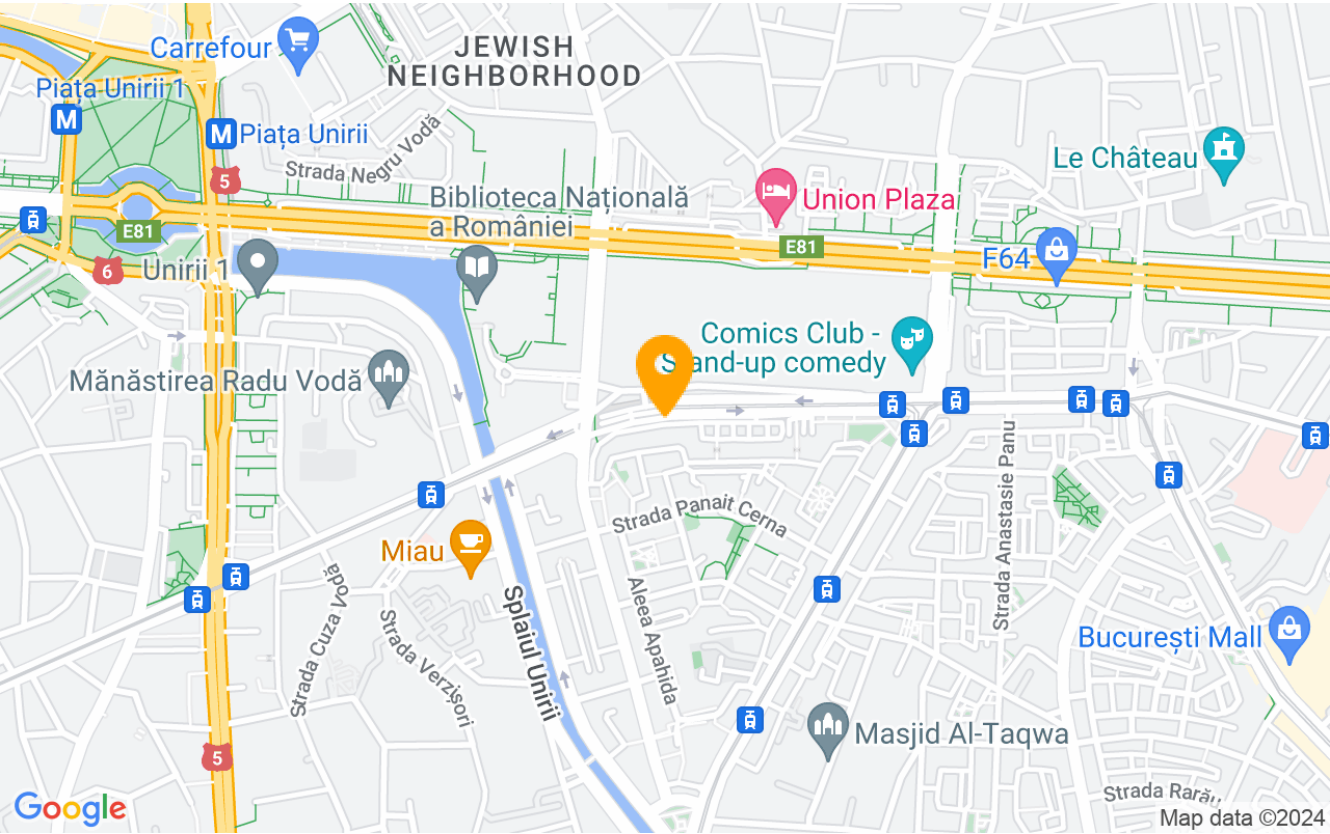 Carrefour
JEWISH
NEIGHBORHOOD
Piața Unirii 1
M
M Piața Unirii
Strada Negru Vodă
5
Le Château
Biblioteca Națională
a României
Union Plaza
E81
E81
6
Unirii 1
F64
Comics Club -
Stand-up comedy
Mănăstirea Radu Vodă
Strada Panait Cerna
Strada Anastasie Panu
Miau
Strada Cuza Vodă
Strada Verzișori
Splaiul Unirii
Aleea Apahida
București Mall
5
Masjid Al-Taqwa
Strada Rarău
Google
Map data ©2024